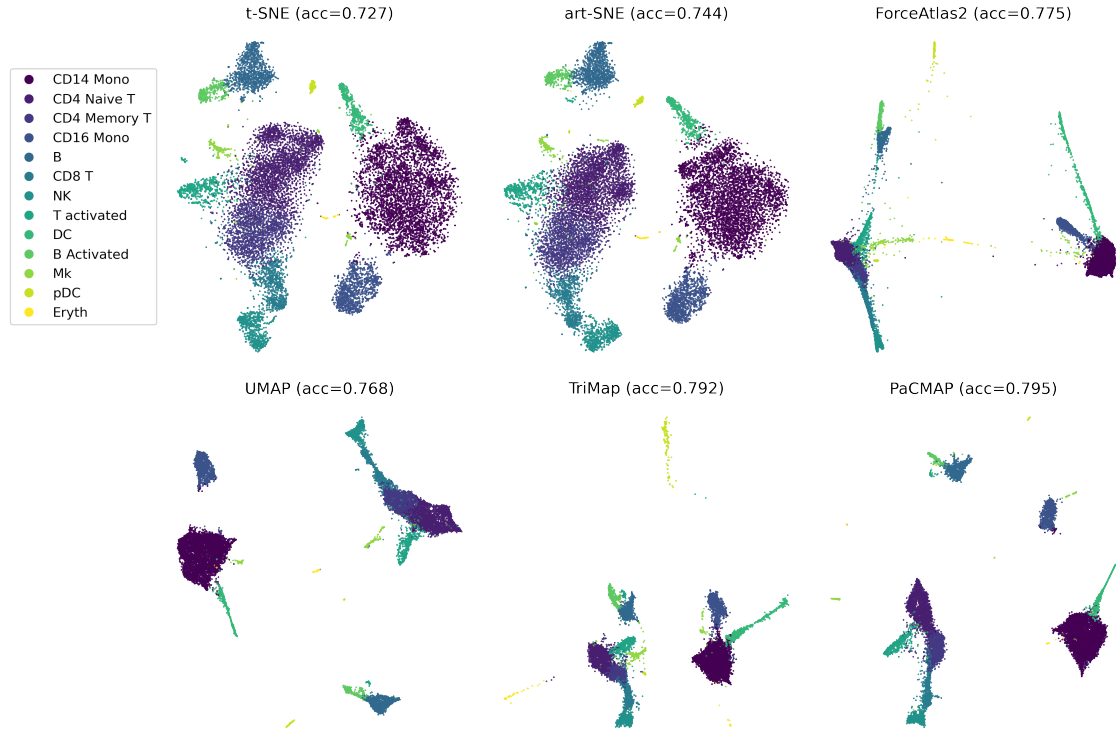 t-SNE (acc=0.727)
art-SNE (acc=0.744)
ForceAtlas2 (acc=0.775)
CD14 Mono
CD4 Naive T
CD4 Memory T
CD16 Mono
B
CD8 T
NK
T activated
DC
B Activated
Mk
pDC
Eryth
UMAP (acc=0.768)
TriMap (acc=0.792)
PaCMAP (acc=0.795)